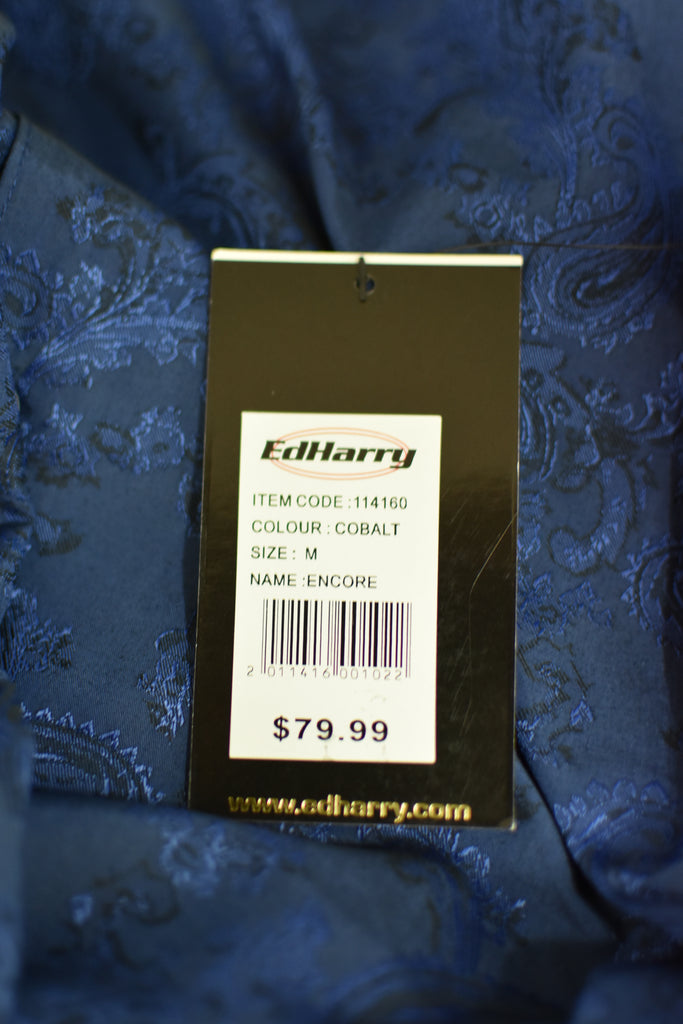 EdHarry
ITEM CODE :114160
COLOUR : COBALT
SIZE : M
NAME :ENCORE
2 011416 001022
$79.99
www.edharry.com